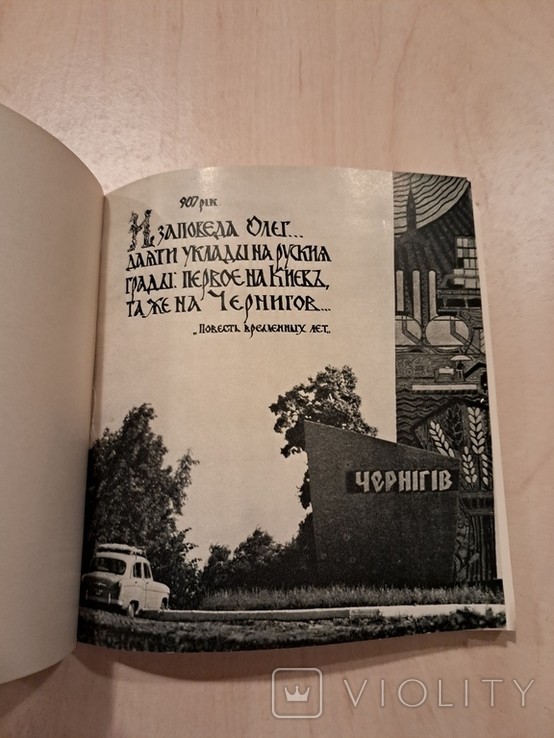 907 рік
И заповеда Олег...
даяти уклады на руския
грады: первое на Киевъ,
та же на Чернигов...
„Повесть временных лет„
ЧЕРНІГІВ
VIOLITY